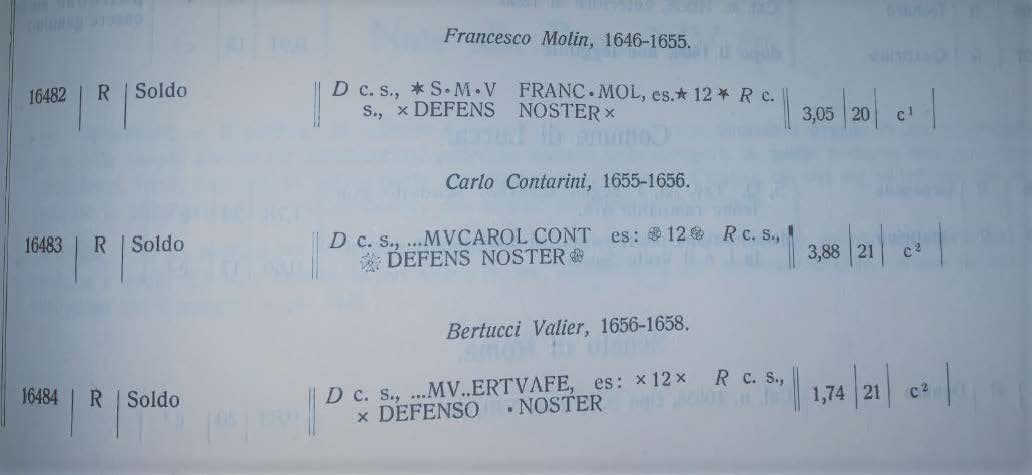 Francesco Molin, 1646-1655.
16482 R Soldo D c. s., ✶ S·M·V FRANC·MOL, es.★ 12 ✶ R c. s., × DEFENS NOSTER× 3,05 20 c¹
Carlo Contarini, 1655-1656.
16483 R Soldo D c. s., ...MVCAROL CONT es: ֍ 12 ֍ R c. s., ֍ DEFENS NOSTER ֍ 3,88 21 c²
Bertucci Valier, 1656-1658.
16484 R Soldo D c. s., ...MV..ERTVAFE, es: ×12× R c. s., × DEFENSO ·NOSTER 1,74 21 c²